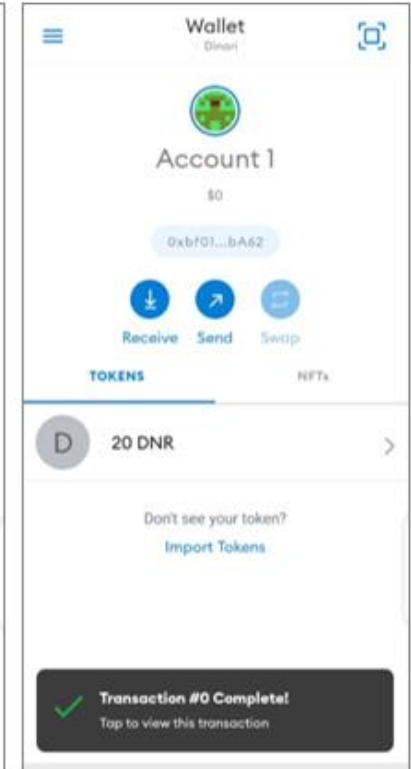 Wallet
Dinari
Account 1
$0
0xbf01...bA62
Receive Send Swap
TOKENS NFTs
D 20 DNR
Don't see your token?
Import Tokens
Transaction #0 Complete!
Tap to view this transaction